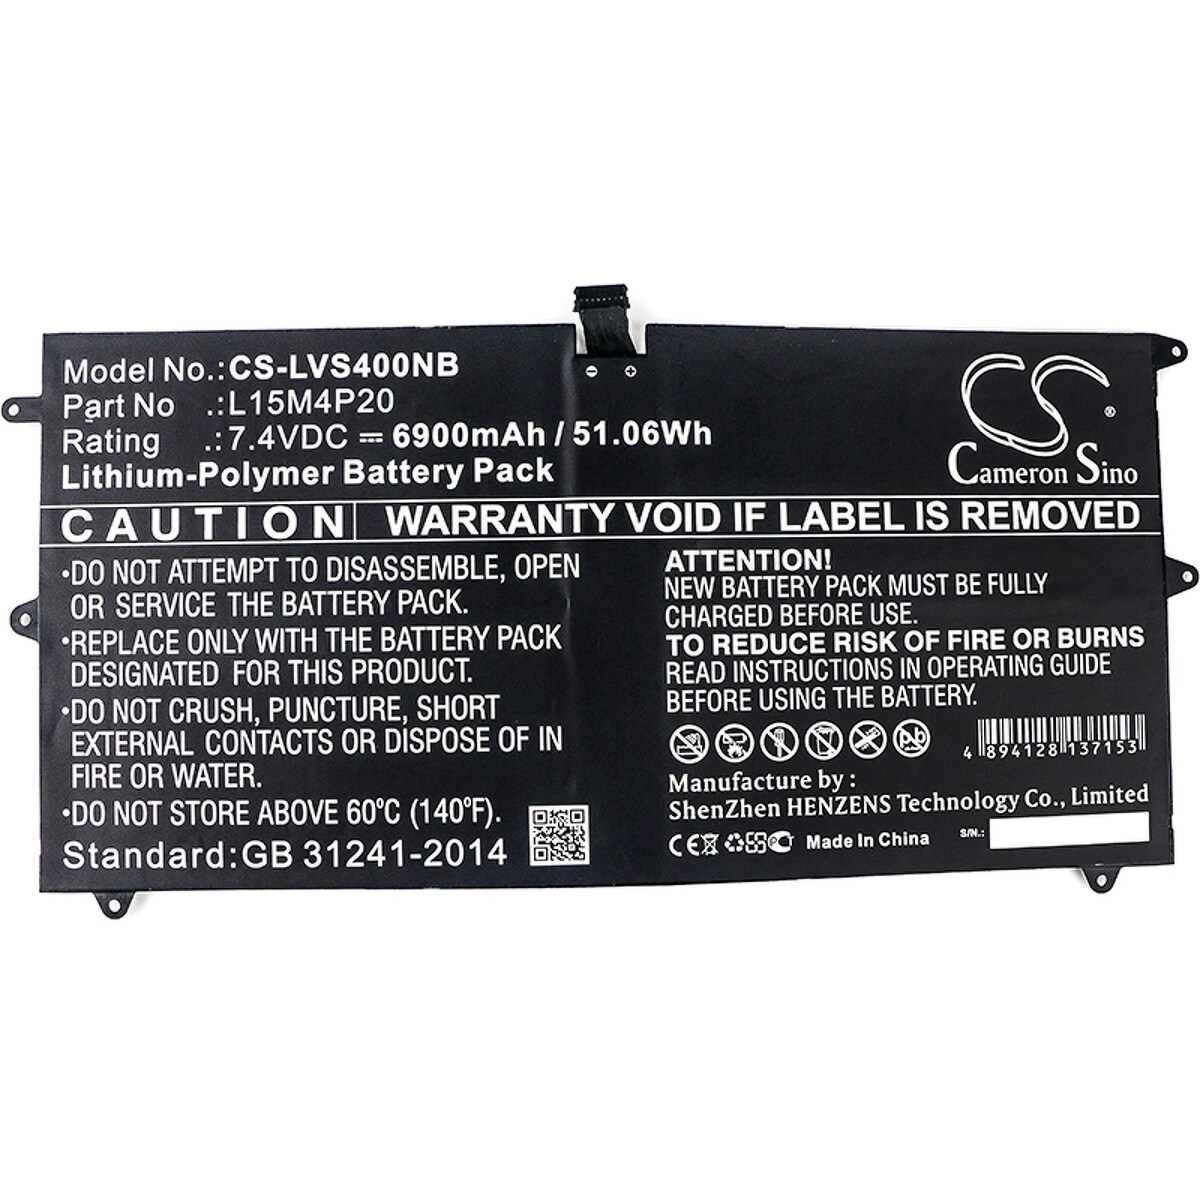 Model No.:CS-LVS400NB
Part No .:L15M4P20
Rating .:7.4VDC ⎓ 6900mAh / 51.06Wh
Lithium-Polymer Battery Pack
Cameron Sino
®
CAUTION WARRANTY VOID IF LABEL IS REMOVED
•DO NOT ATTEMPT TO DISASSEMBLE, OPEN
OR SERVICE THE BATTERY PACK.
•REPLACE ONLY WITH THE BATTERY PACK
DESIGNATED FOR THIS PRODUCT.
•DO NOT CRUSH, PUNCTURE, SHORT
EXTERNAL CONTACTS OR DISPOSE OF IN
FIRE OR WATER.
•DO NOT STORE ABOVE 60ºC (140ºF).
Standard:GB 31241-2014
ATTENTION!
NEW BATTERY PACK MUST BE FULLY
CHARGED BEFORE USE.
TO REDUCE RISK OF FIRE OR BURNS
READ INSTRUCTIONS IN OPERATING GUIDE
BEFORE USING THE BATTERY.
4 894128 137153
Manufacture by :
ShenZhen HENZENS Technology Co., Limited
CE PCT Made In China S/N.: